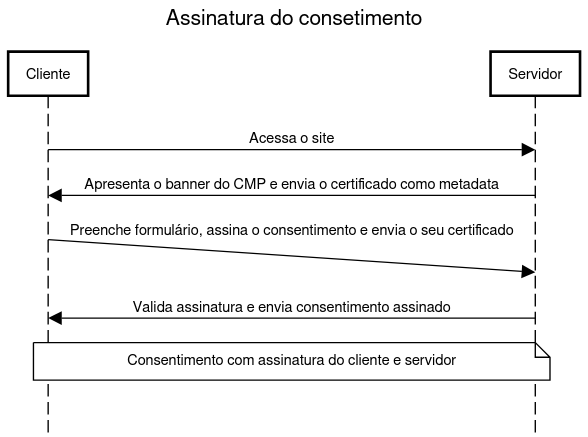 Assinatura do consetimento
Cliente
Servidor
Acessa o site
Apresenta o banner do CMP e envia o certificado como metadata
Preenche formulário, assina o consentimento e envia o seu certificado
Valida assinatura e envia consentimento assinado
Consentimento com assinatura do cliente e servidor